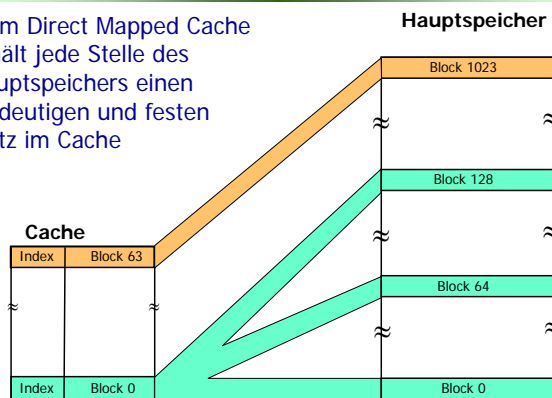 m Direct Mapped Cache
ält jede Stelle des
uptspeichers einen
deutigen und festen
tz im Cache
Hauptspeicher
Block 1023
Block 128
Cache
Index Block 63
Block 64
Index Block 0
Block 0